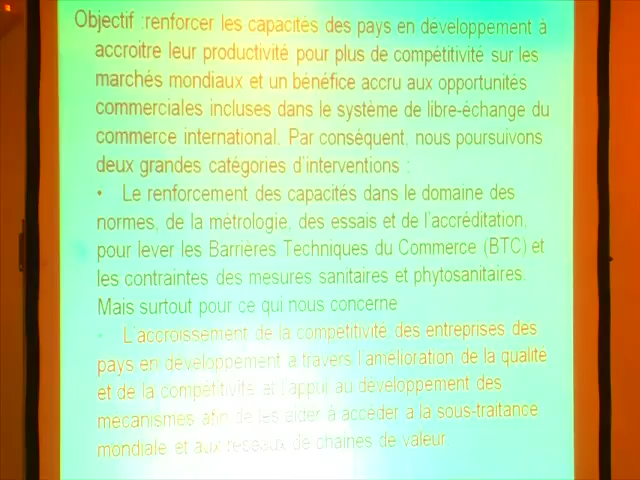 Objectif :renforcer les capacités des pays en développement à
accroitre leur productivité pour plus de compétitivité sur les
marchés mondiaux et un bénéfice accru aux opportunités
commerciales incluses dans le système de libre-échange du
commerce international. Par conséquent, nous poursuivons
deux grandes catégories d'interventions :
• Le renforcement des capacités dans le domaine des
normes, de la métrologie, des essais et de l'accréditation,
pour lever les Barrières Techniques du Commerce (BTC) et
les contraintes des mesures sanitaires et phytosanitaires.
Mais surtout pour ce qui nous concerne
• L'accroissement de la compétitivité des entreprises des
pays en développement à travers l'amélioration de la qualité
et de la compétitivité et l'appui au développement des
mécanismes afin de les aider à accéder a la sous-traitance
mondiale et aux réseaux de chaines de valeur